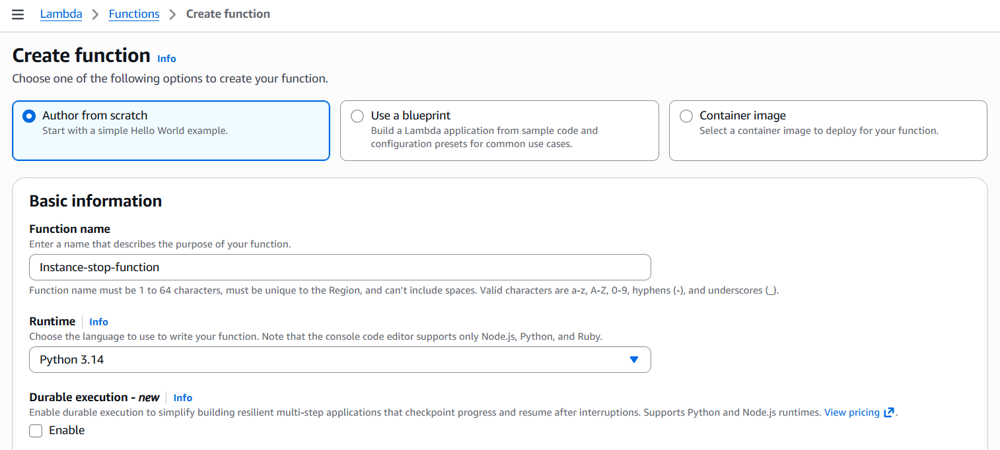 Lambda > Functions > Create function
Create function Info
Choose one of the following options to create your function.
Author from scratch
Start with a simple Hello World example.
Use a blueprint
Build a Lambda application from sample code and
configuration presets for common use cases.
Container image
Select a container image to deploy for your function.
Basic information
Function name
Enter a name that describes the purpose of your function.
Instance-stop-function
Function name must be 1 to 64 characters, must be unique to the Region, and can’t include spaces. Valid characters are a-z, A-Z, 0-9, hyphens (-), and underscores (_).
Runtime Info
Choose the language to use to write your function. Note that the console code editor supports only Node.js, Python, and Ruby.
Python 3.14
Durable execution - new Info
Enable durable execution to simplify building resilient multi-step applications that checkpoint progress and resume after interruptions. Supports Python and Node.js runtimes. View pricing .
Enable